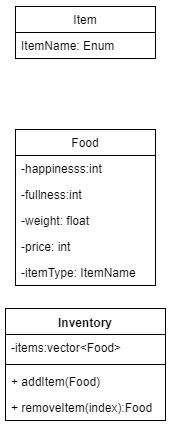 Item
ItemName: Enum
Food
-happinesss:int
-fullness:int
-weight: float
-price: int
-itemType: ItemName
Inventory
-items:vector<Food>
+ addItem(Food)
+ removeItem(index):Food